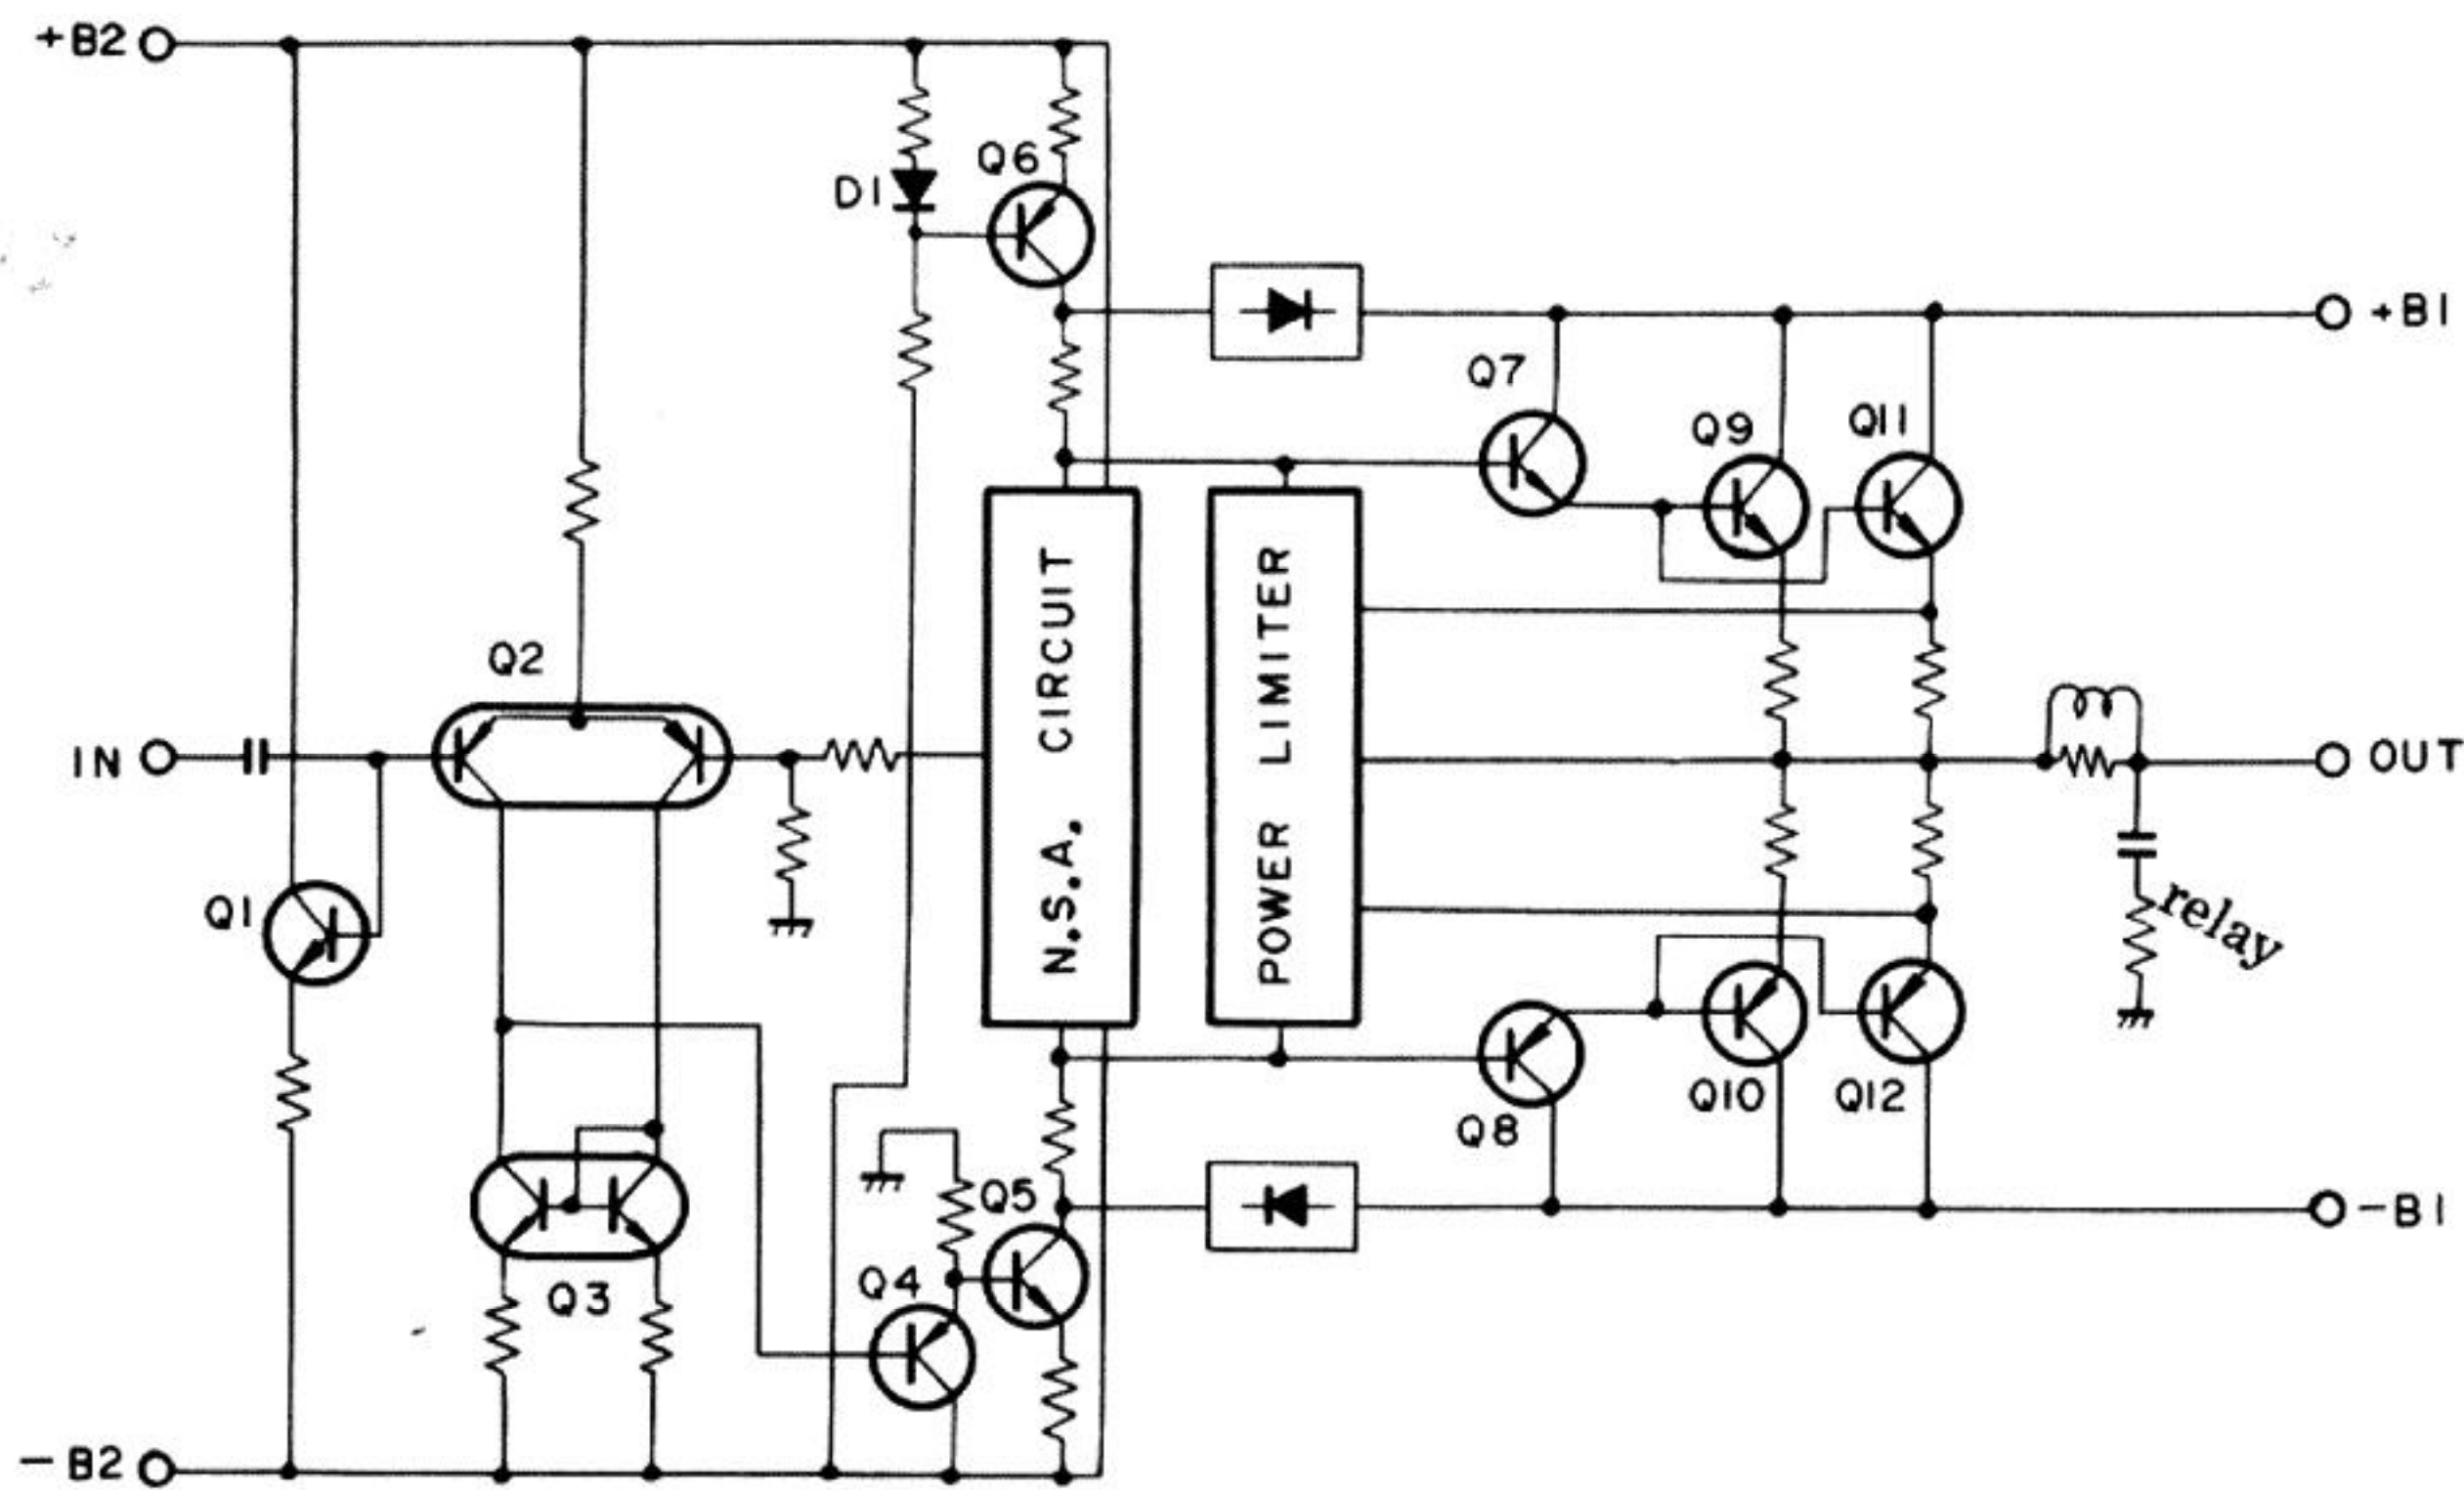 +B2
D1
Q6
Q7
+B1
Q9
Q11
Q2
IN
N.S.A. CIRCUIT
POWER LIMITER
OUT
Q1
relay
Q8
Q10
Q12
Q5
Q4
Q3
-B1
-B2